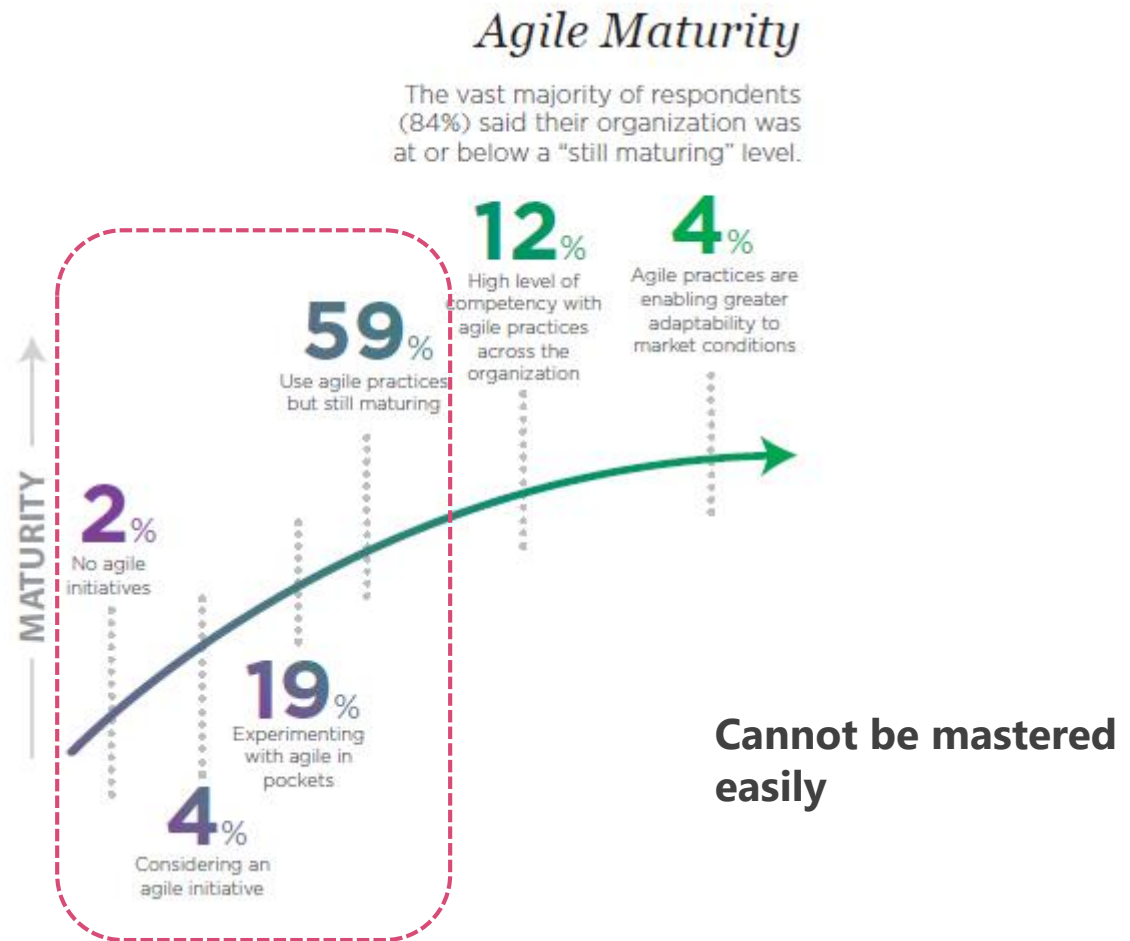 Agile Maturity
The vast majority of respondents
(84%) said their organization was
at or below a “still maturing” level.
12%
High level of
competency with
agile practices
across the
organization
4%
Agile practices are
enabling greater
adaptability to
market conditions
59%
Use agile practices
but still maturing
MATURITY
2%
No agile
initiatives
19%
Experimenting
with agile in
pockets
4%
Considering an
agile initiative
Cannot be mastered
easily